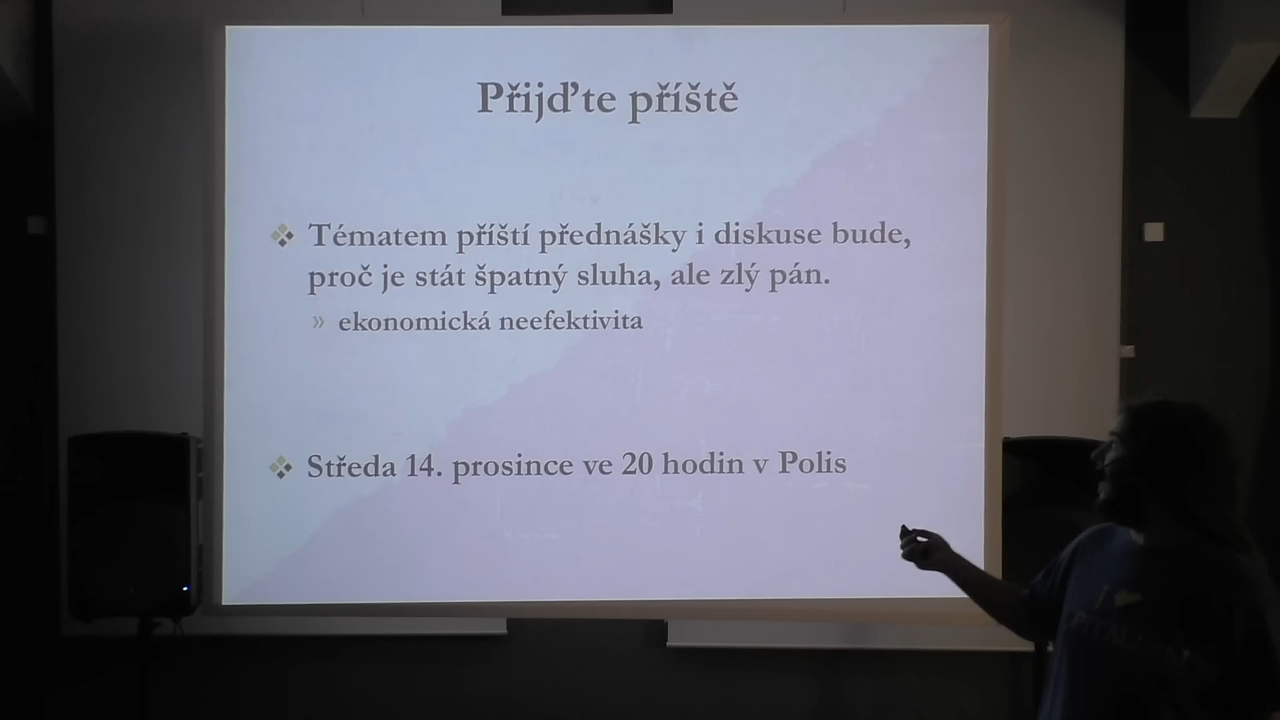 Přijďte příště
Tématem příští přednášky i diskuse bude,
proč je stát špatný sluha, ale zlý pán.
» ekonomická neefektivita
Středa 14. prosince ve 20 hodin v Polis